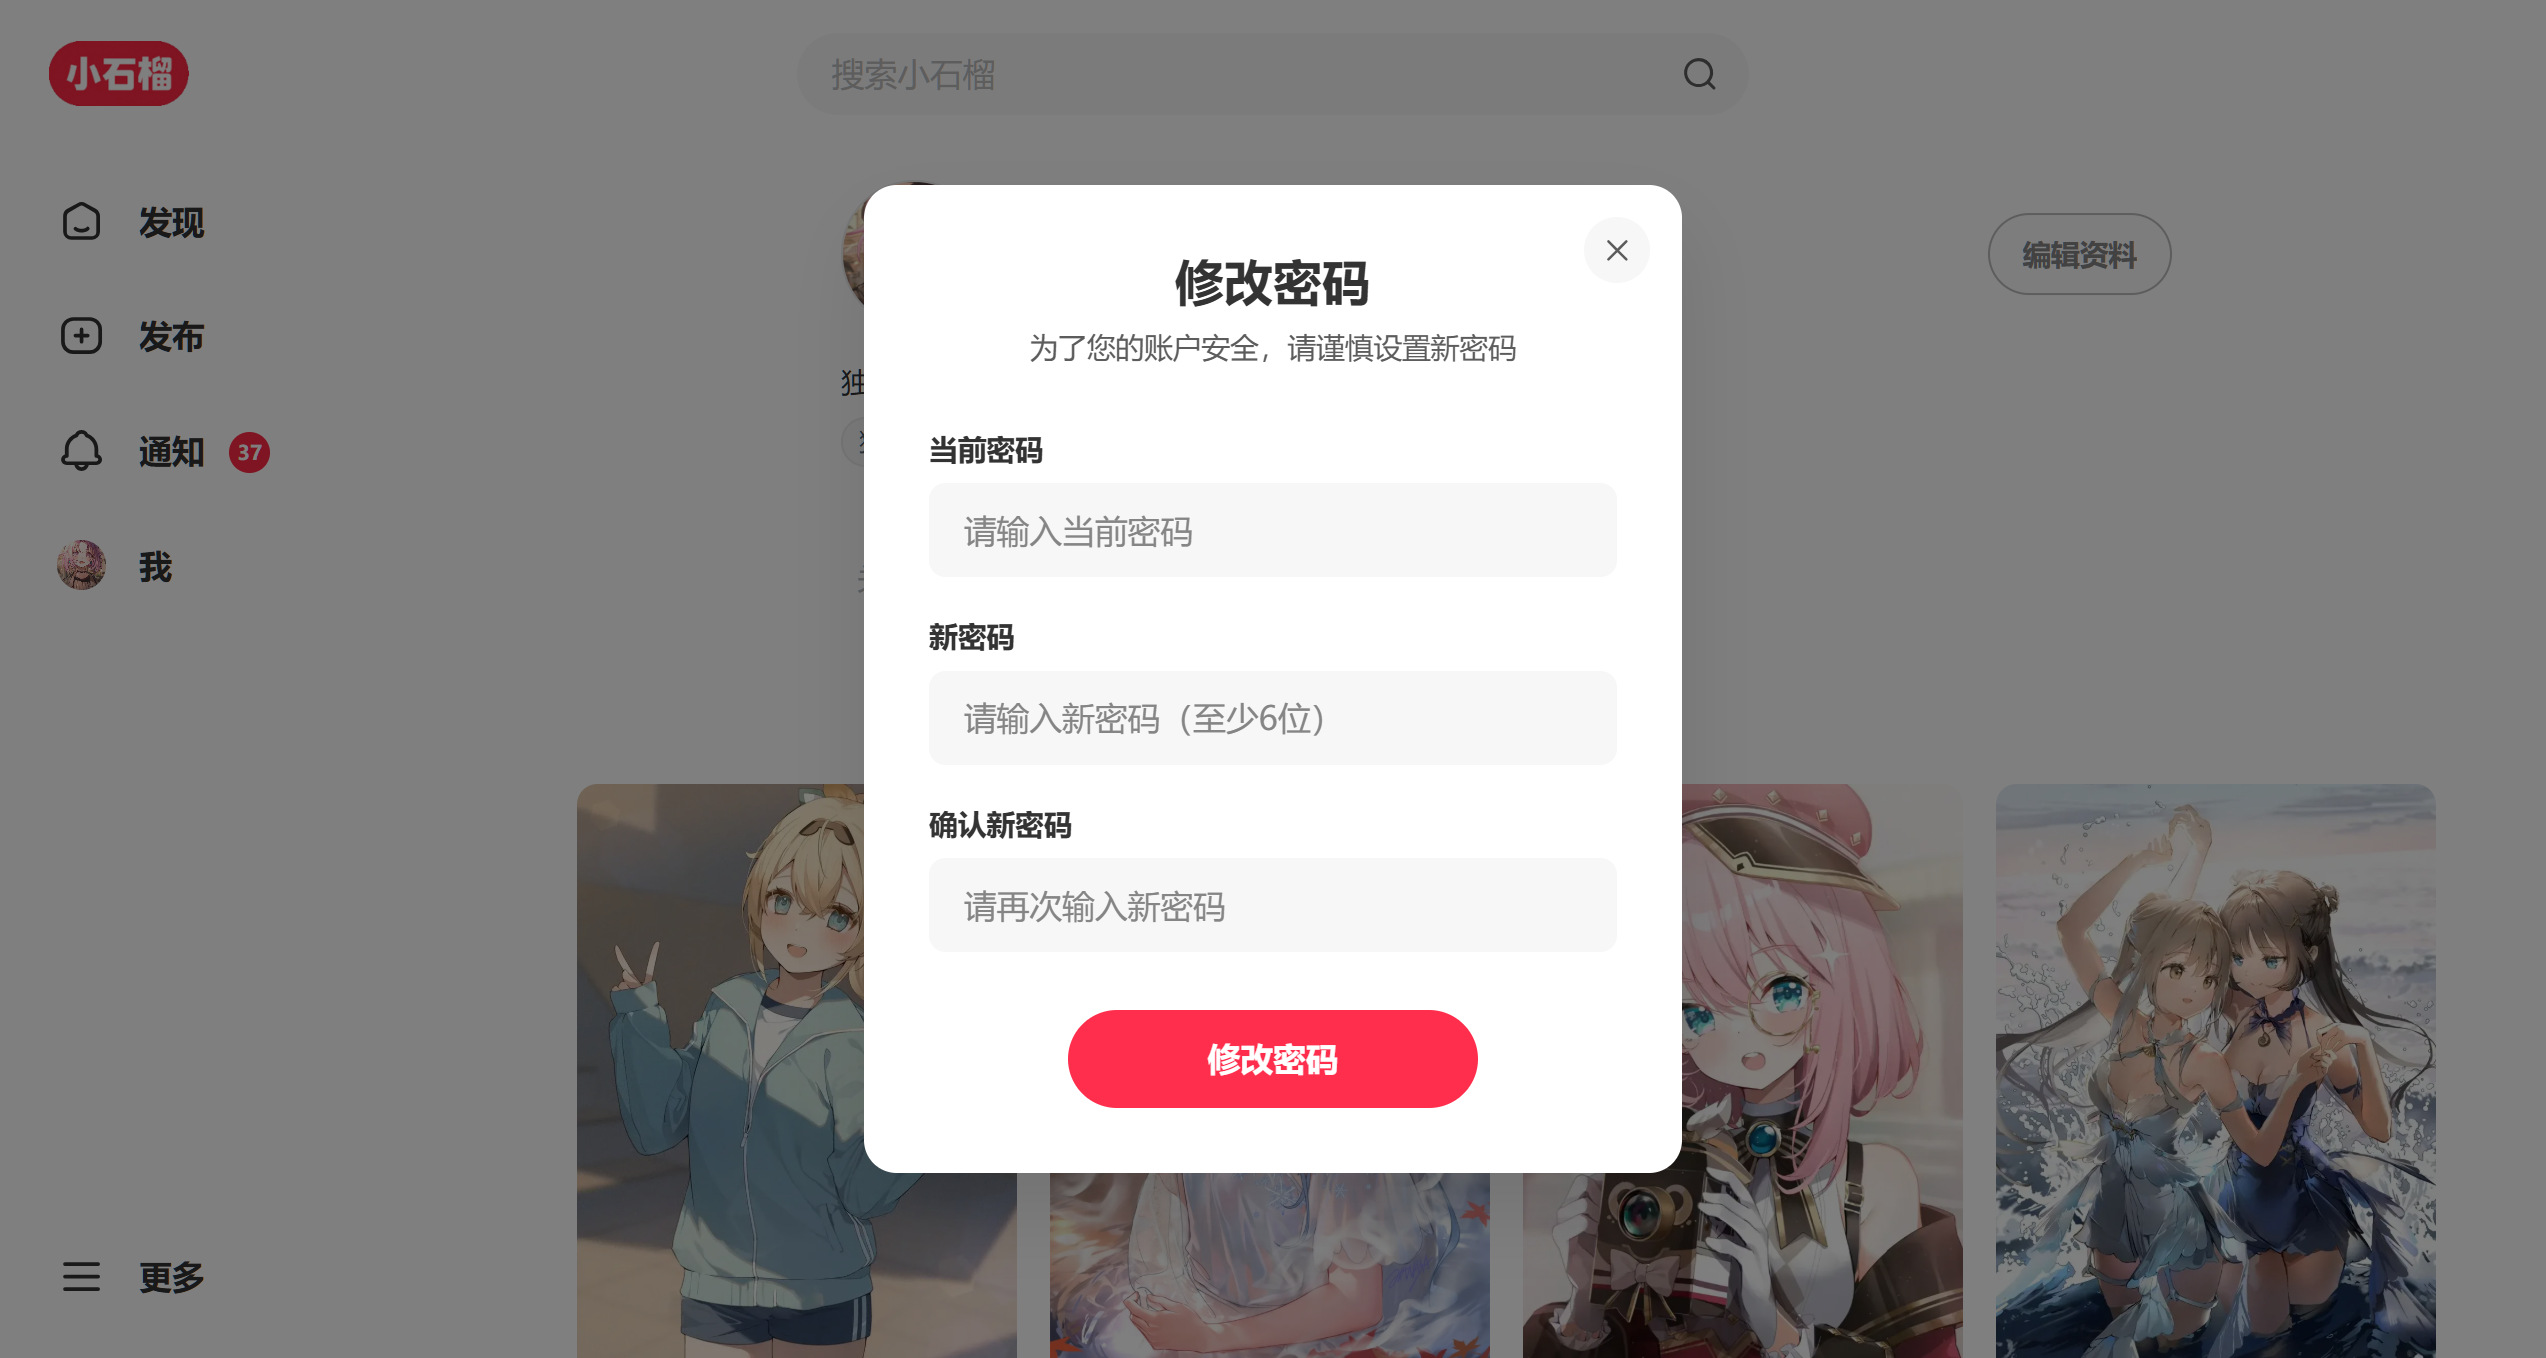 小石榴
搜索小石榴
发现
发布
通知 37
我
更多
编辑资料
独
修改密码
为了您的账户安全，请谨慎设置新密码
当前密码
请输入当前密码
新密码
请输入新密码（至少6位）
确认新密码
请再次输入新密码
修改密码